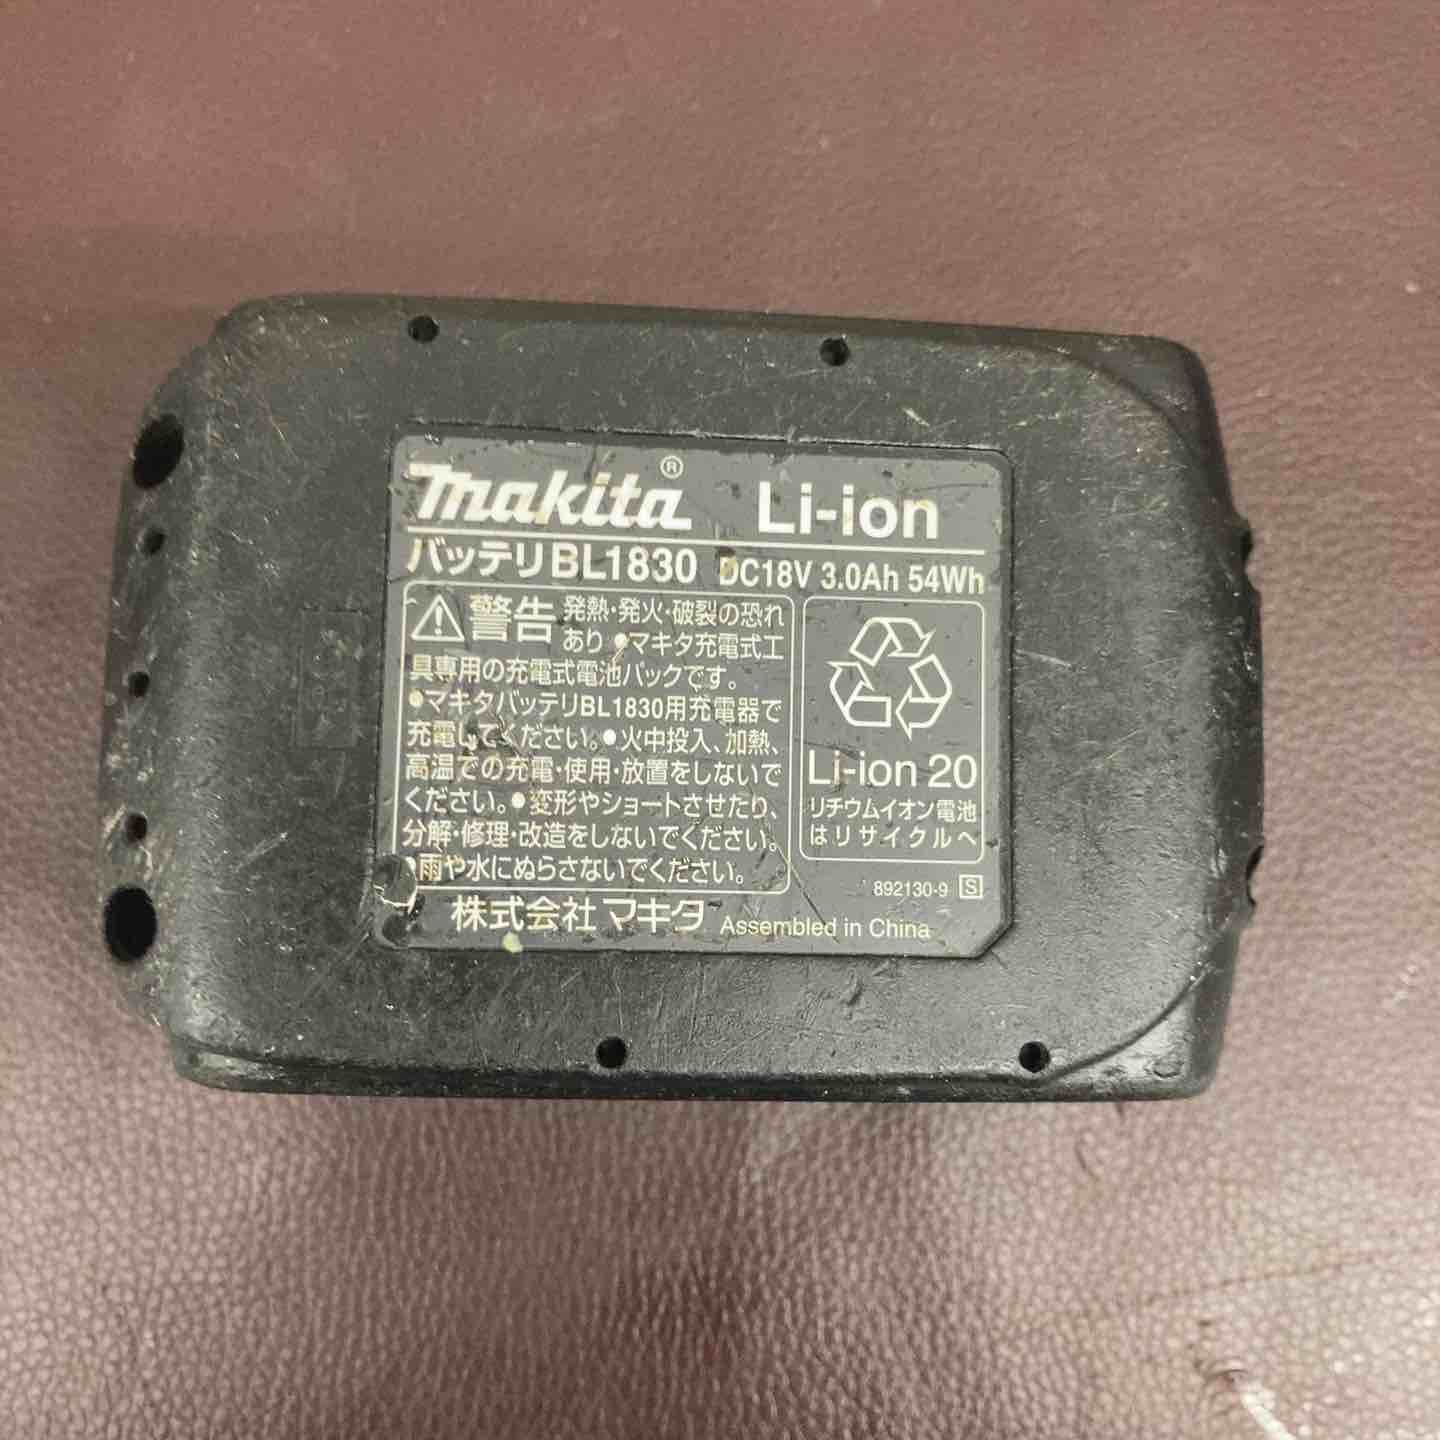 makita® Li-ion
バッテリBL1830 DC18V 3.0Ah 54Wh
警告 発熱・発火・破裂の恐れ
あり ●マキタ充電式工
具専用の充電式電池パックです。
●マキタバッテリBL1830用充電器で
充電してください。●火中投入、加熱、
高温での充電・使用・放置をしないで
ください。●変形やショートさせたり、
分解・修理・改造をしないでください。
●雨や水にぬらさないでください。
Li-ion 20
リチウムイオン電池
はリサイクルへ
892130-9 S
株式会社マキタ Assembled in China